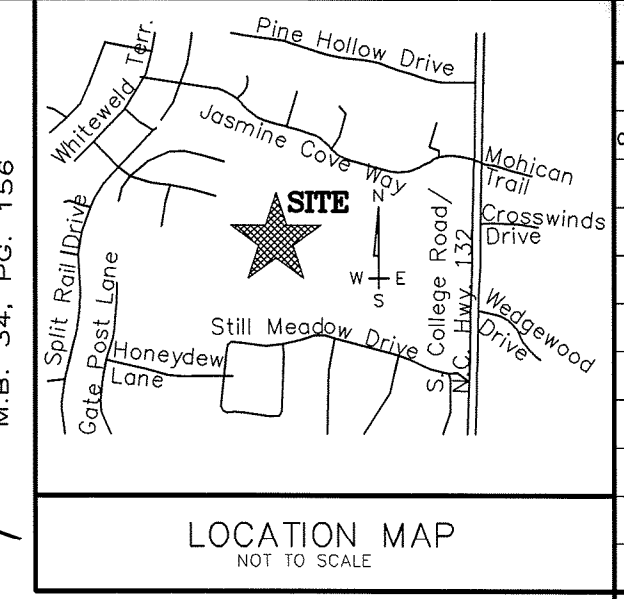 Pine Hollow Drive
Whiteweld Terr.
Jasmine Cove Way
Mohican
Trail
SITE
N
W E
S
Crosswinds
Drive
S. College Road/
N.C. Hwy. 132
Split Rail Drive
Gate Post Lane
Still Meadow Drive
Wedgewood
Drive
Honeydew
Lane
LOCATION MAP
NOT TO SCALE
M.B. 34, PG. 156